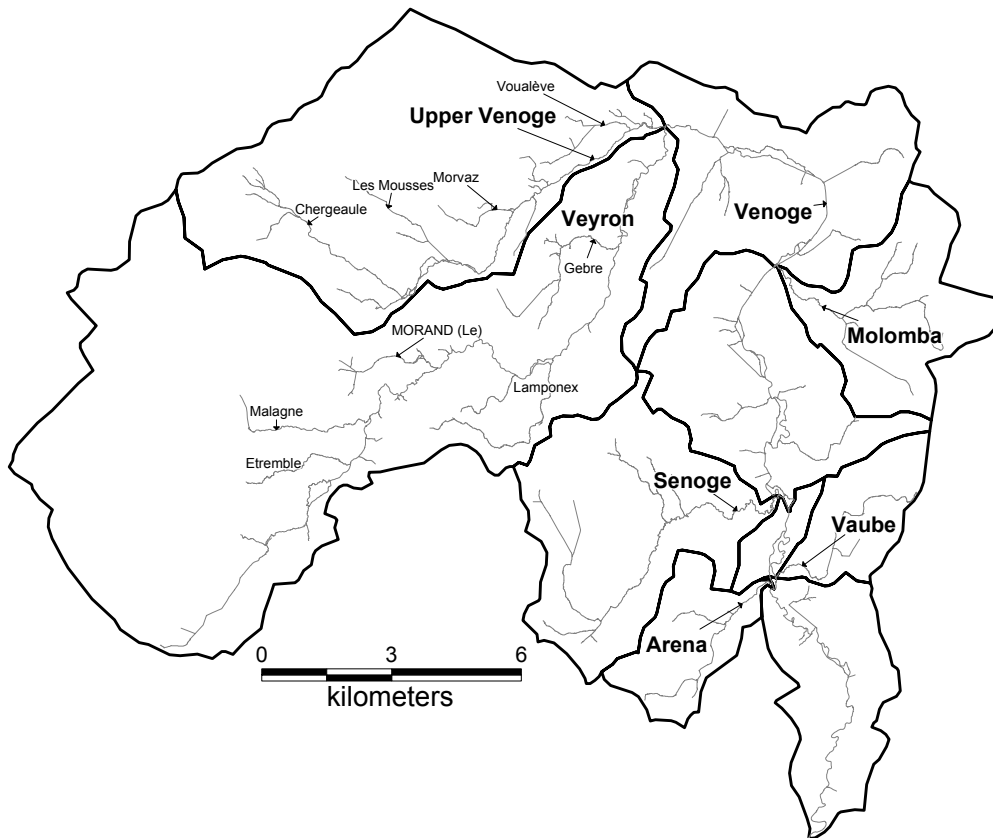 Voualève
Upper Venoge
Les Mousses
Morvaz
Chergeaule
Veyron
Venoge
Gebre
MORAND (Le)
Molomba
Lamponex
Malagne
Etremble
Senoge
Vaube
Arena
0 3 6
kilometers